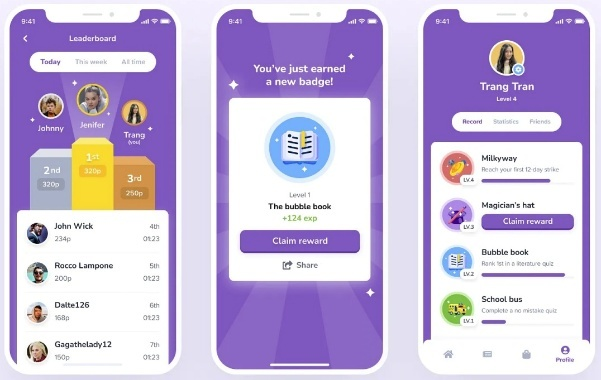 9:41
Leaderboard
Today This week All time
Johnny
Jenifer
Trang
(you)
1st
320p
2nd
320p
3rd
250p
John Wick 4th
234p 01:23
Rocco Lampone 5th
200p 01:23
Dalte126 6th
168p 01:23
Gagathelady12 7th
150p 01:23
9:41
You've just earned
a new badge!
Level 1
The bubble book
+124 exp
Claim reward
Share
9:41
Trang Tran
Level 4
Record Statistics Friends
Milkyway
Reach your first 12-day strike
LV.4
Magician's hat
Claim reward
LV.3
Bubble book
Rank 1st in a literature quiz
LV.2
School bus
Complete a no mistake quiz
LV.1
Profile